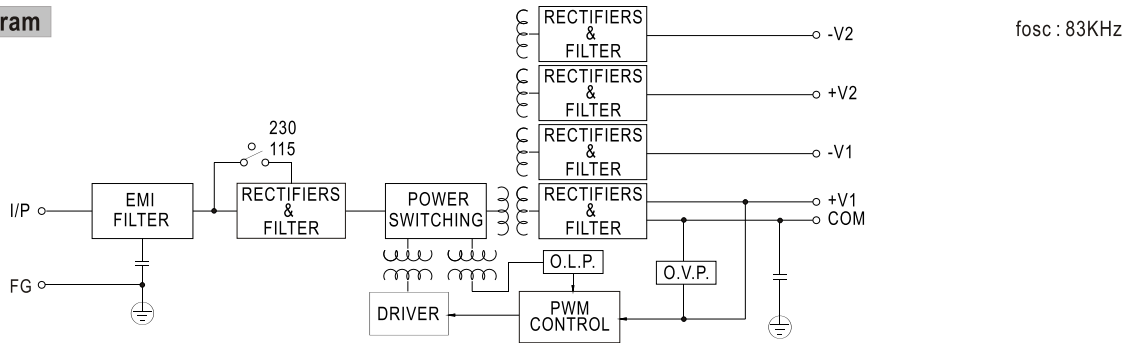 ram
fosc : 83KHz
RECTIFIERS
&
FILTER
-V2
RECTIFIERS
&
FILTER
+V2
RECTIFIERS
&
FILTER
-V1
230
115
I/P
EMI
FILTER
RECTIFIERS
&
FILTER
POWER
SWITCHING
RECTIFIERS
&
FILTER
+V1
COM
O.L.P.
O.V.P.
FG
DRIVER
PWM
CONTROL